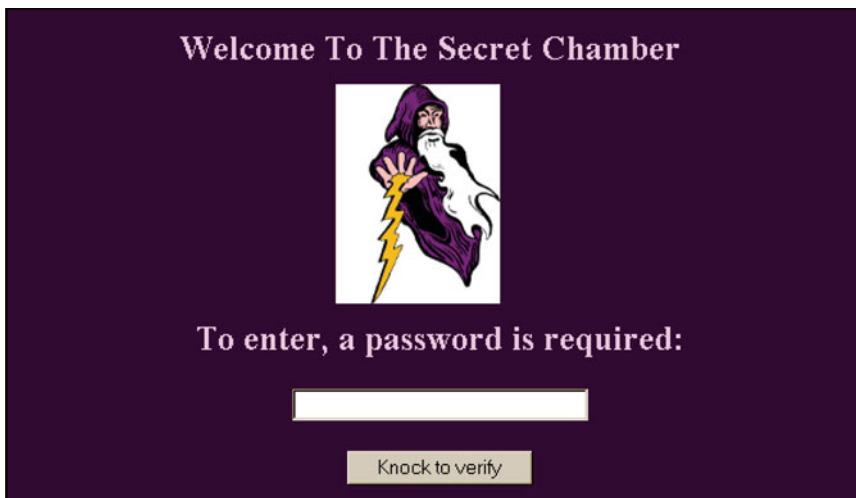 Welcome To The Secret Chamber
To enter, a password is required:
Knock to verify